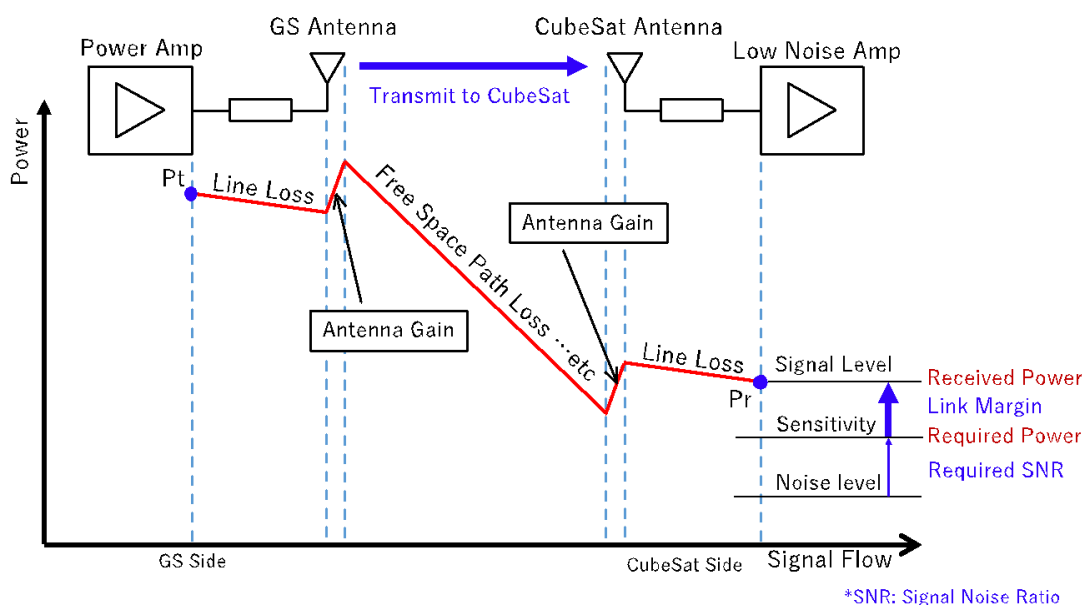 GS Antenna
CubeSat Antenna
Power Amp
Low Noise Amp
Transmit to CubeSat
Power
Pt
Line Loss
Free Space Path Loss …etc
Antenna Gain
Antenna Gain
Line Loss
Signal Level
Received Power
Pr
Link Margin
Sensitivity
Required Power
Required SNR
Noise level
GS Side
CubeSat Side
Signal Flow
*SNR: Signal Noise Ratio